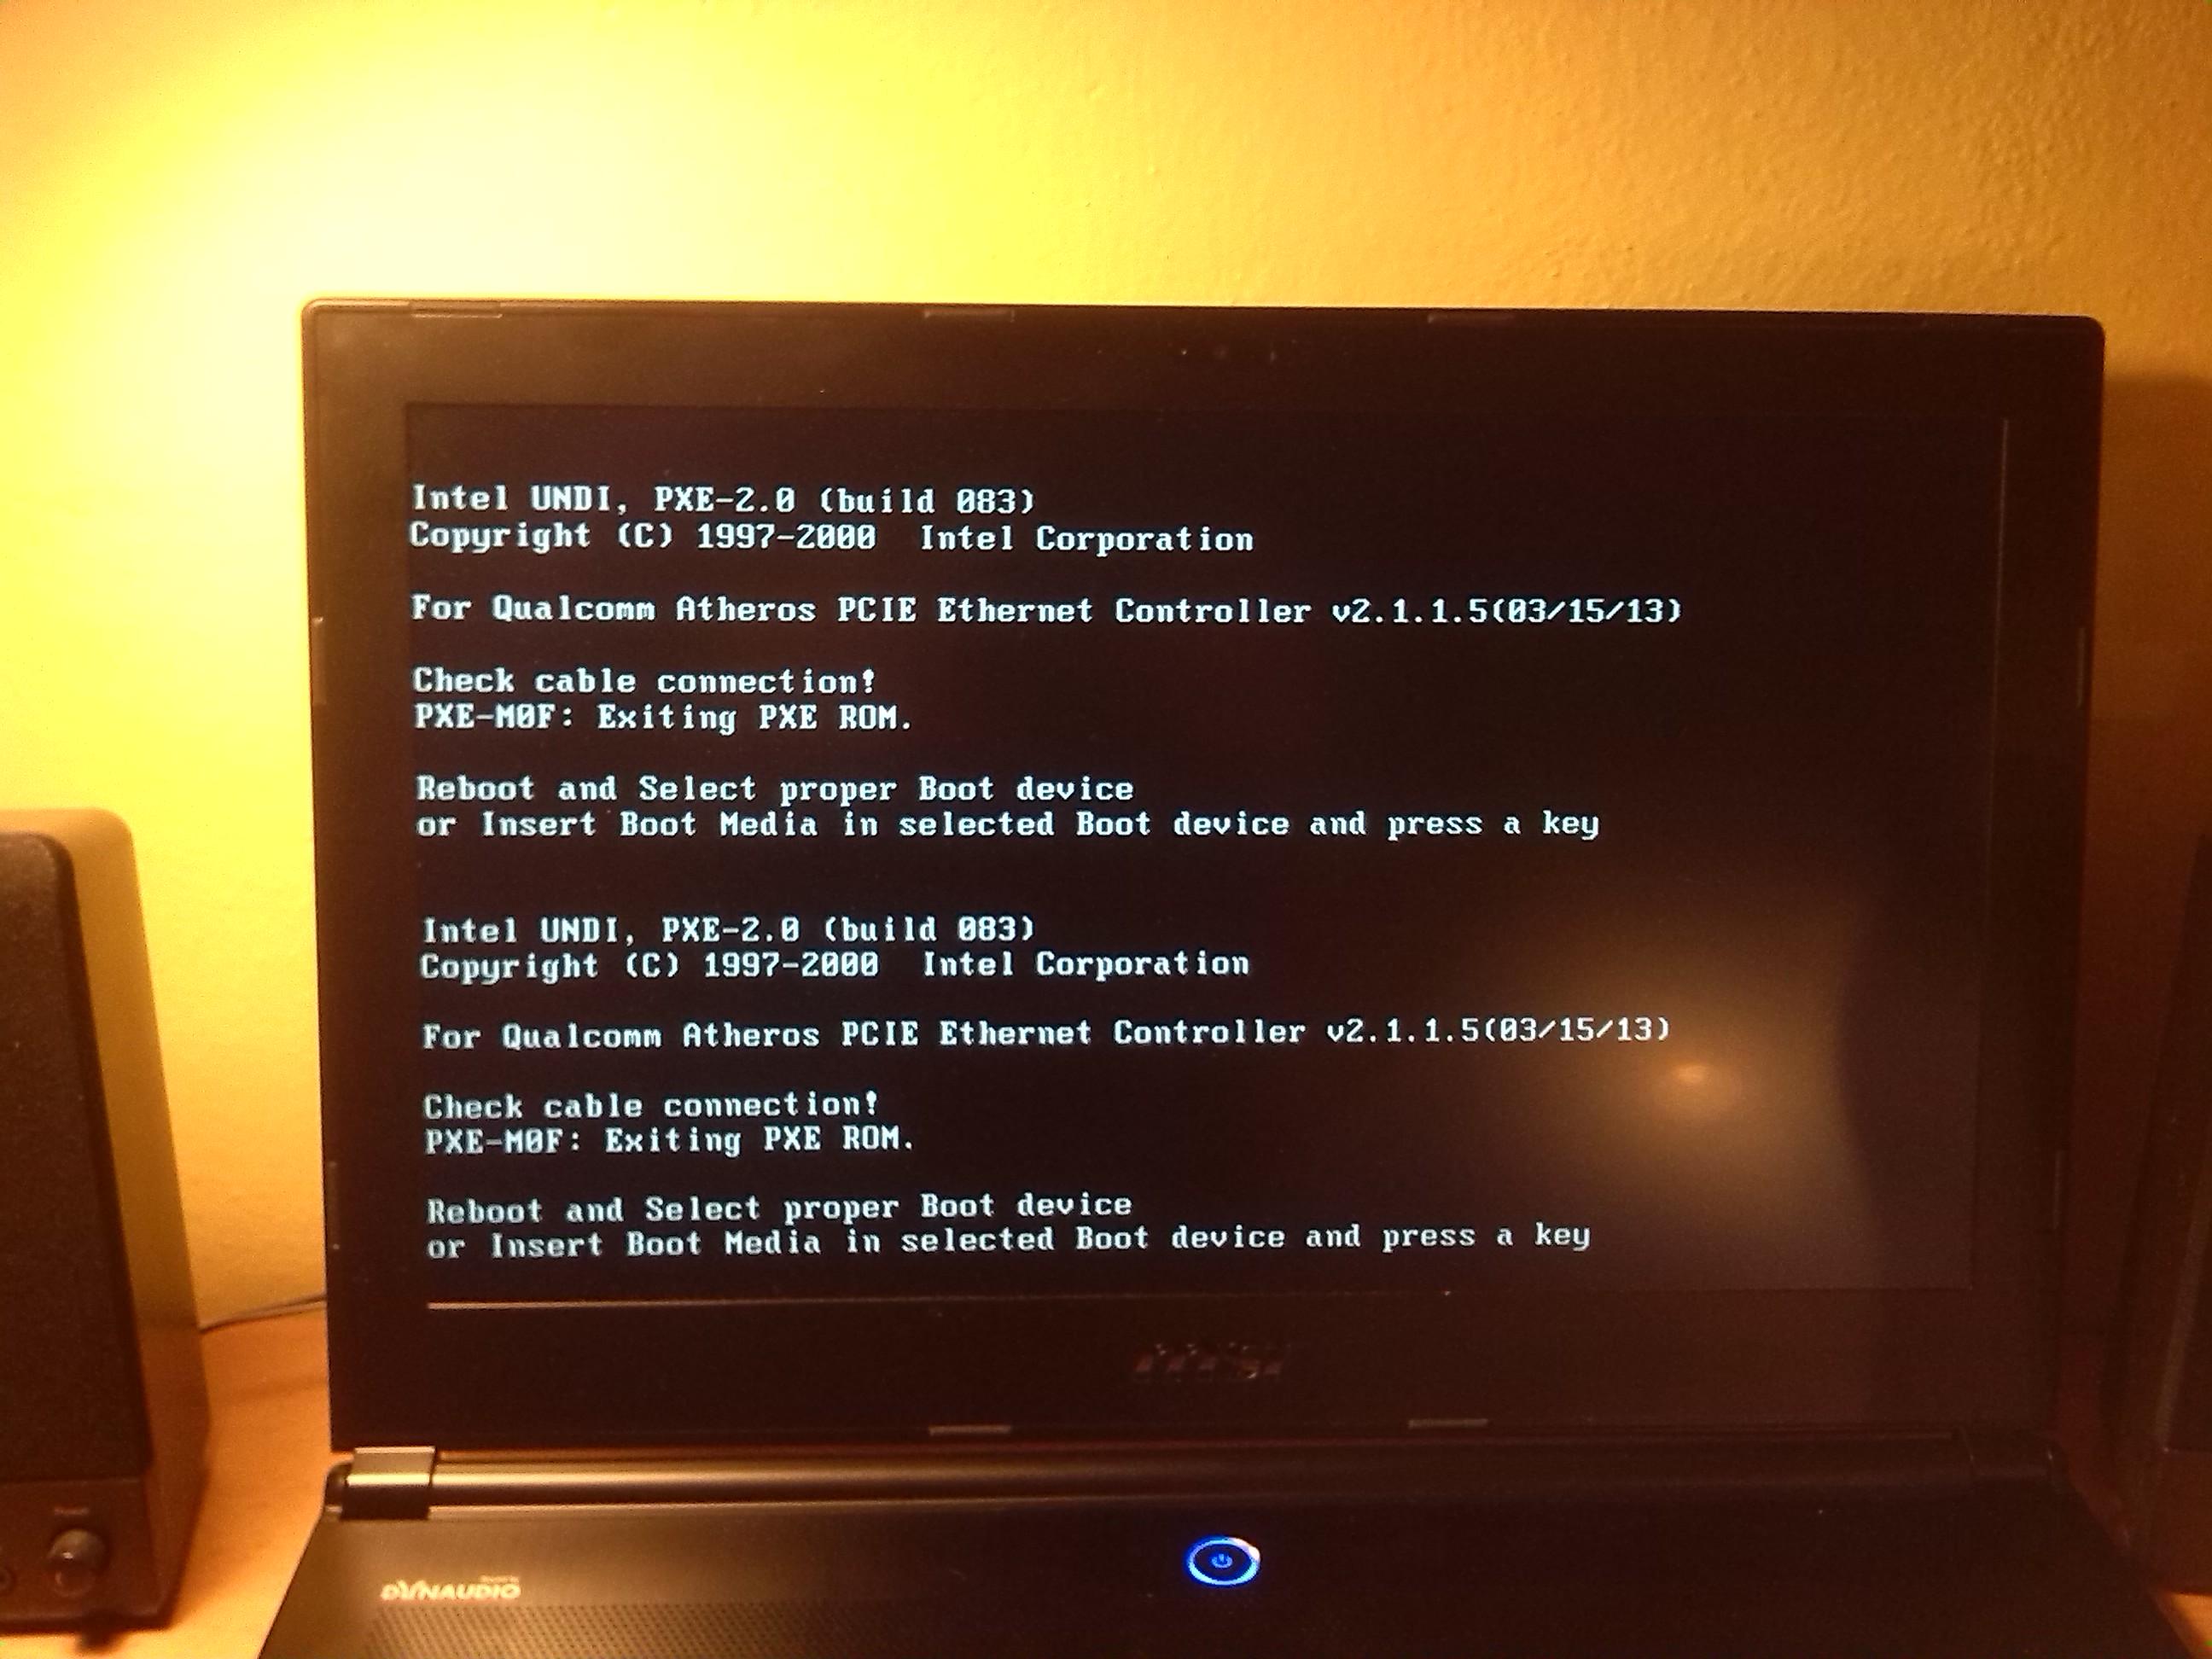 Intel UNDI, PXE-2.0 (build 083)
Copyright (C) 1997-2000  Intel Corporation
For Qualcomm Atheros PCIE Ethernet Controller v2.1.1.5(03/15/13)
Check cable connection!
PXE-M0F: Exiting PXE ROM.
Reboot and Select proper Boot device
or Insert Boot Media in selected Boot device and press a key
Intel UNDI, PXE-2.0 (build 083)
Copyright (C) 1997-2000  Intel Corporation
For Qualcomm Atheros PCIE Ethernet Controller v2.1.1.5(03/15/13)
Check cable connection!
PXE-M0F: Exiting PXE ROM.
Reboot and Select proper Boot device
or Insert Boot Media in selected Boot device and press a key
msi
DYNAUDIO